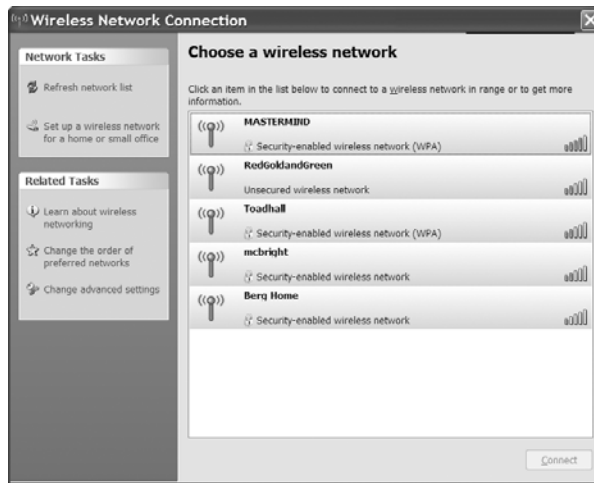 Wireless Network Connection
Network Tasks
Refresh network list
Set up a wireless network
for a home or small office
Related Tasks
Learn about wireless
networking
Change the order of
preferred networks
Change advanced settings
Choose a wireless network
Click an item in the list below to connect to a wireless network in range or to get more
information.
MASTERMIND
Security-enabled wireless network (WPA)
RedGoldandGreen
Unsecured wireless network
Toadhall
Security-enabled wireless network (WPA)
mcbright
Security-enabled wireless network
Berg Home
Security-enabled wireless network
Connect